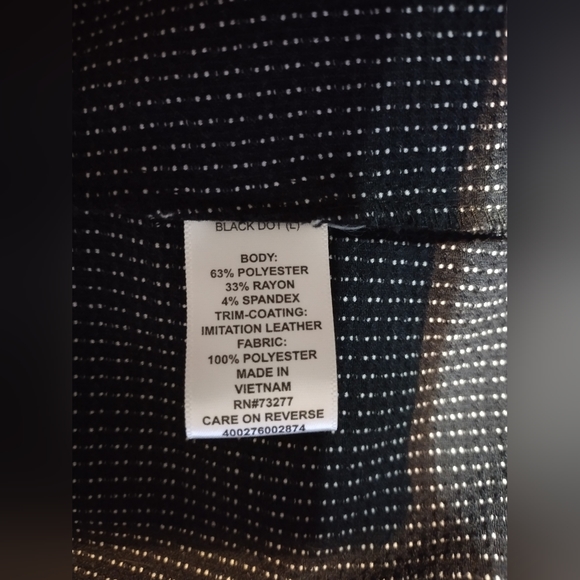 BLACK DOT (L)
BODY:
63% POLYESTER
33% RAYON
4% SPANDEX
TRIM-COATING:
IMITATION LEATHER
FABRIC:
100% POLYESTER
MADE IN
VIETNAM
RN#73277
CARE ON REVERSE
400276002874